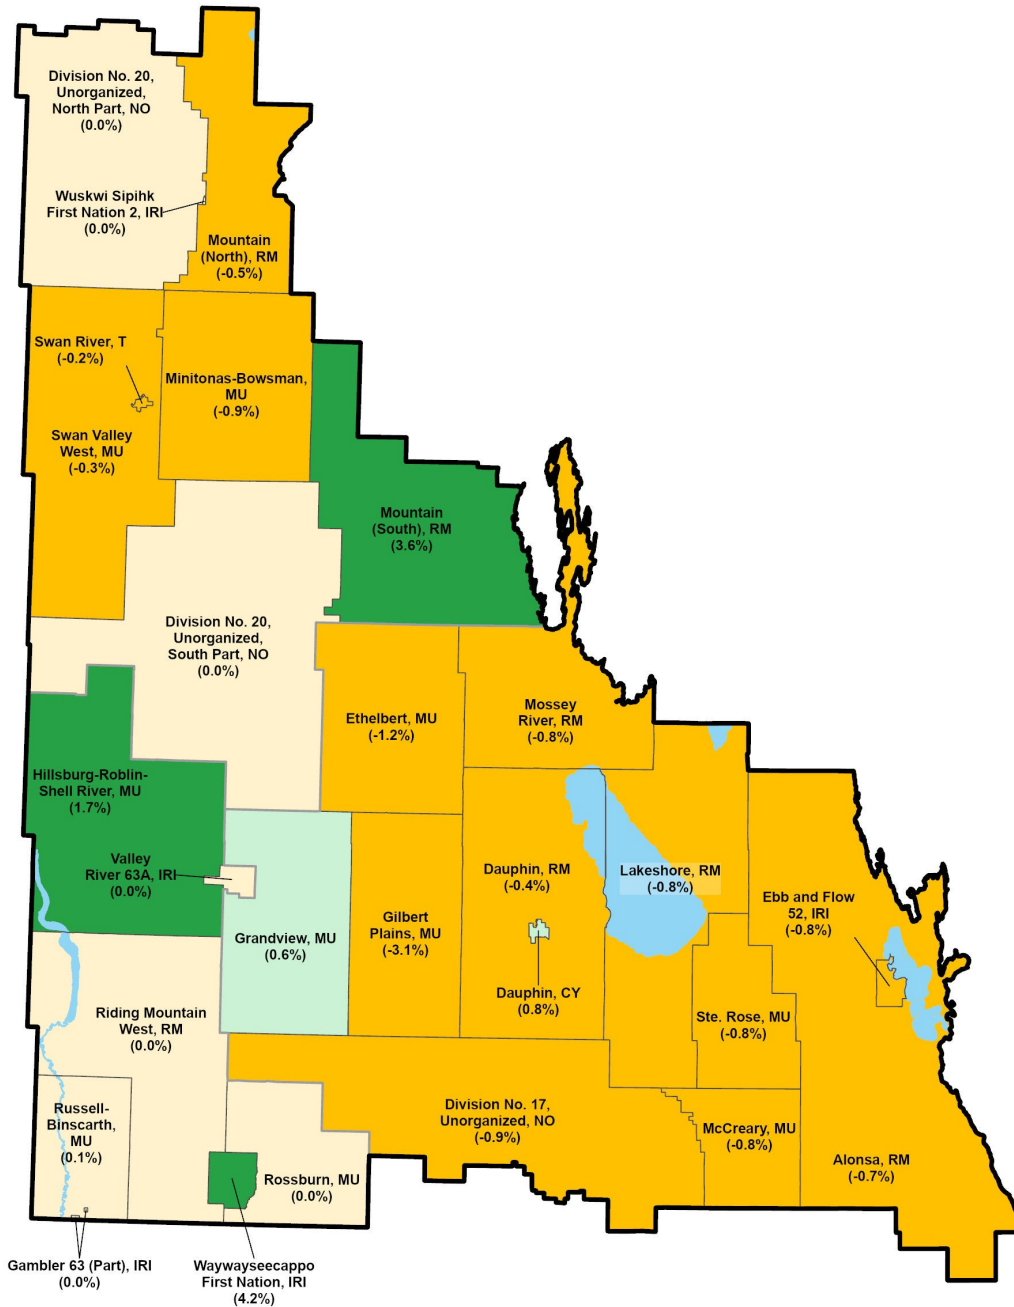 Division No. 20,
Unorganized,
North Part, NO
(0.0%)
Wuskwi Sipihk
First Nation 2, IRI
(0.0%)
Mountain
(North), RM
(-0.5%)
Swan River, T
(-0.2%)
Minitonas-Bowsman,
MU
(-0.9%)
Swan Valley
West, MU
(-0.3%)
Mountain
(South), RM
(3.6%)
Division No. 20,
Unorganized,
South Part, NO
(0.0%)
Ethelbert, MU
(-1.2%)
Mossey
River, RM
(-0.8%)
Hillsburg-Roblin-
Shell River, MU
(1.7%)
Valley
River 63A, IRI
(0.0%)
Grandview, MU
(0.6%)
Gilbert
Plains, MU
(-3.1%)
Dauphin, RM
(-0.4%)
Lakeshore, RM
(-0.8%)
Ebb and Flow
52, IRI
(-0.8%)
Dauphin, CY
(0.8%)
Riding Mountain
West, RM
(0.0%)
Ste. Rose, MU
(-0.8%)
Russell-
Binscarth,
MU
(0.1%)
Division No. 17,
Unorganized, NO
(-0.9%)
McCreary, MU
(-0.8%)
Alonsa, RM
(-0.7%)
Rossburn, MU
(0.0%)
Gambler 63 (Part), IRI
(0.0%)
Waywayseecappo
First Nation, IRI
(4.2%)